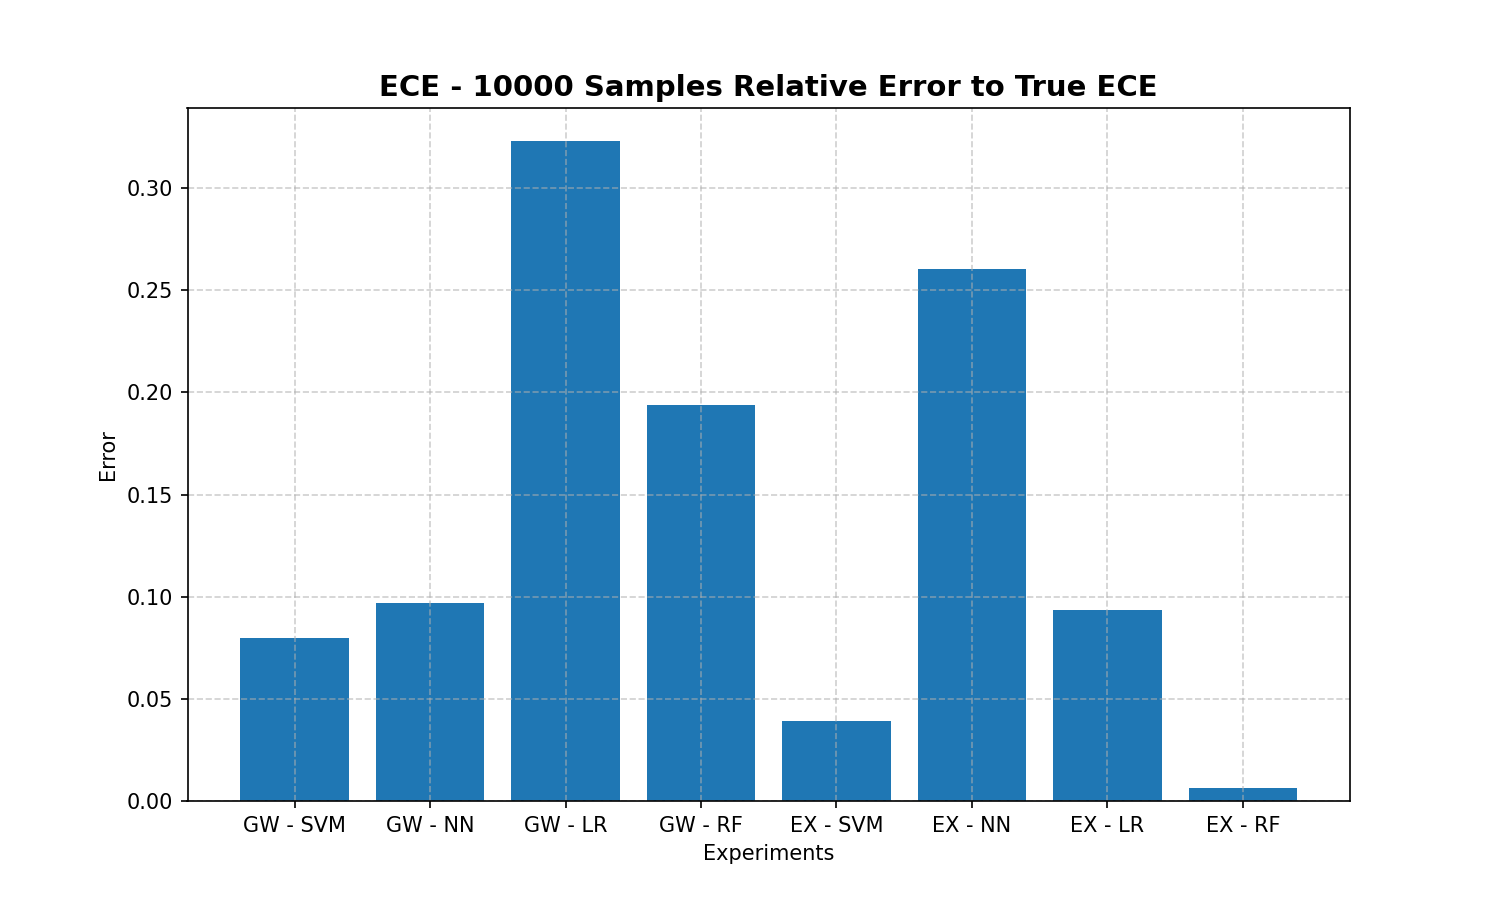 ECE - 10000 Samples Relative Error to True ECE
0.30
0.25
0.20
0.15
0.10
0.05
0.00
Error
GW - SVM GW - NN GW - LR GW - RF EX - SVM EX - NN EX - LR EX - RF
Experiments